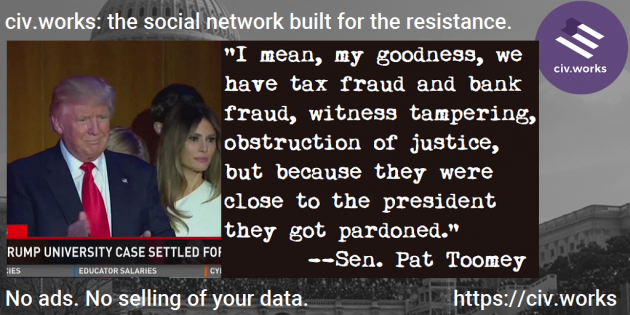 civ.works: the social network built for the resistance.
civ.works
"I mean, my goodness, we
have tax fraud and bank
fraud, witness tampering,
obstruction of justice,
but because they were
close to the president
they got pardoned."
--Sen. Pat Toomey
RUMP UNIVERSITY CASE SETTLED FOR
CIES
EDUCATOR SALARIES
CY
No ads. No selling of your data.
https://civ.works